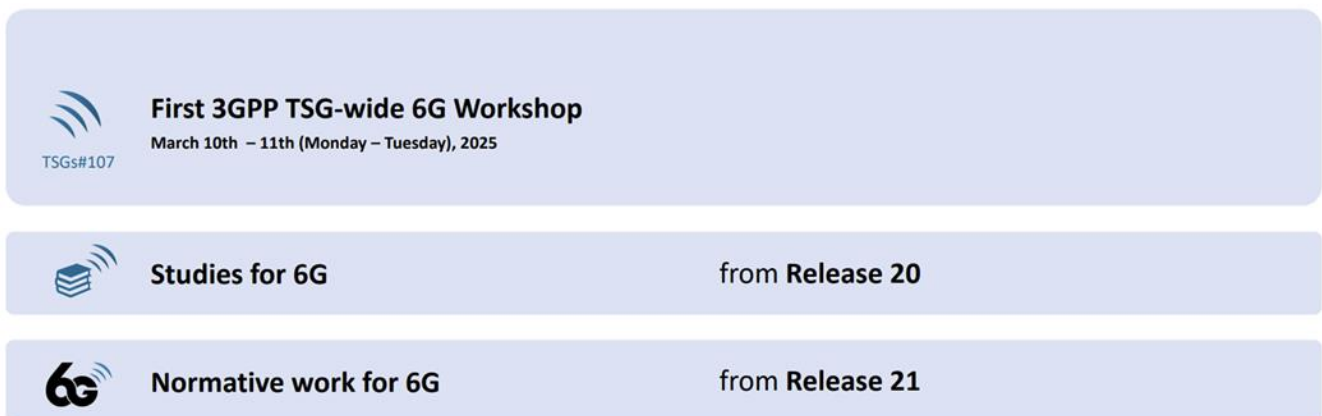 First 3GPP TSG-wide 6G Workshop
March 10th – 11th (Monday – Tuesday), 2025
TSGs#107
Studies for 6G from Release 20
6G
Normative work for 6G from Release 21